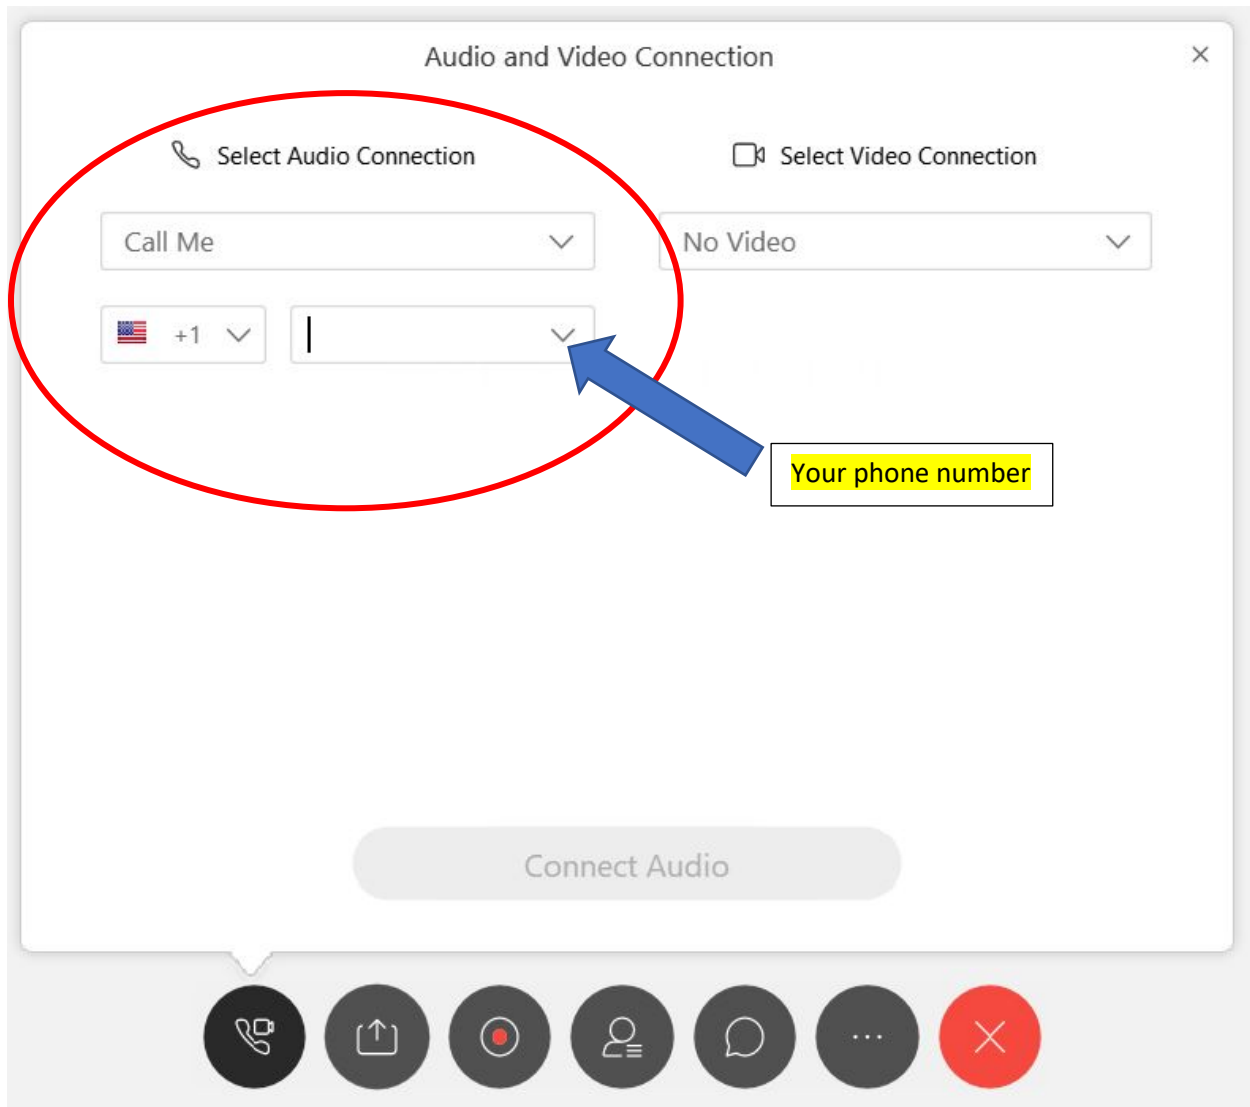 Audio and Video Connection
Select Audio Connection
Select Video Connection
Call Me
No Video
+1
Your phone number
Connect Audio